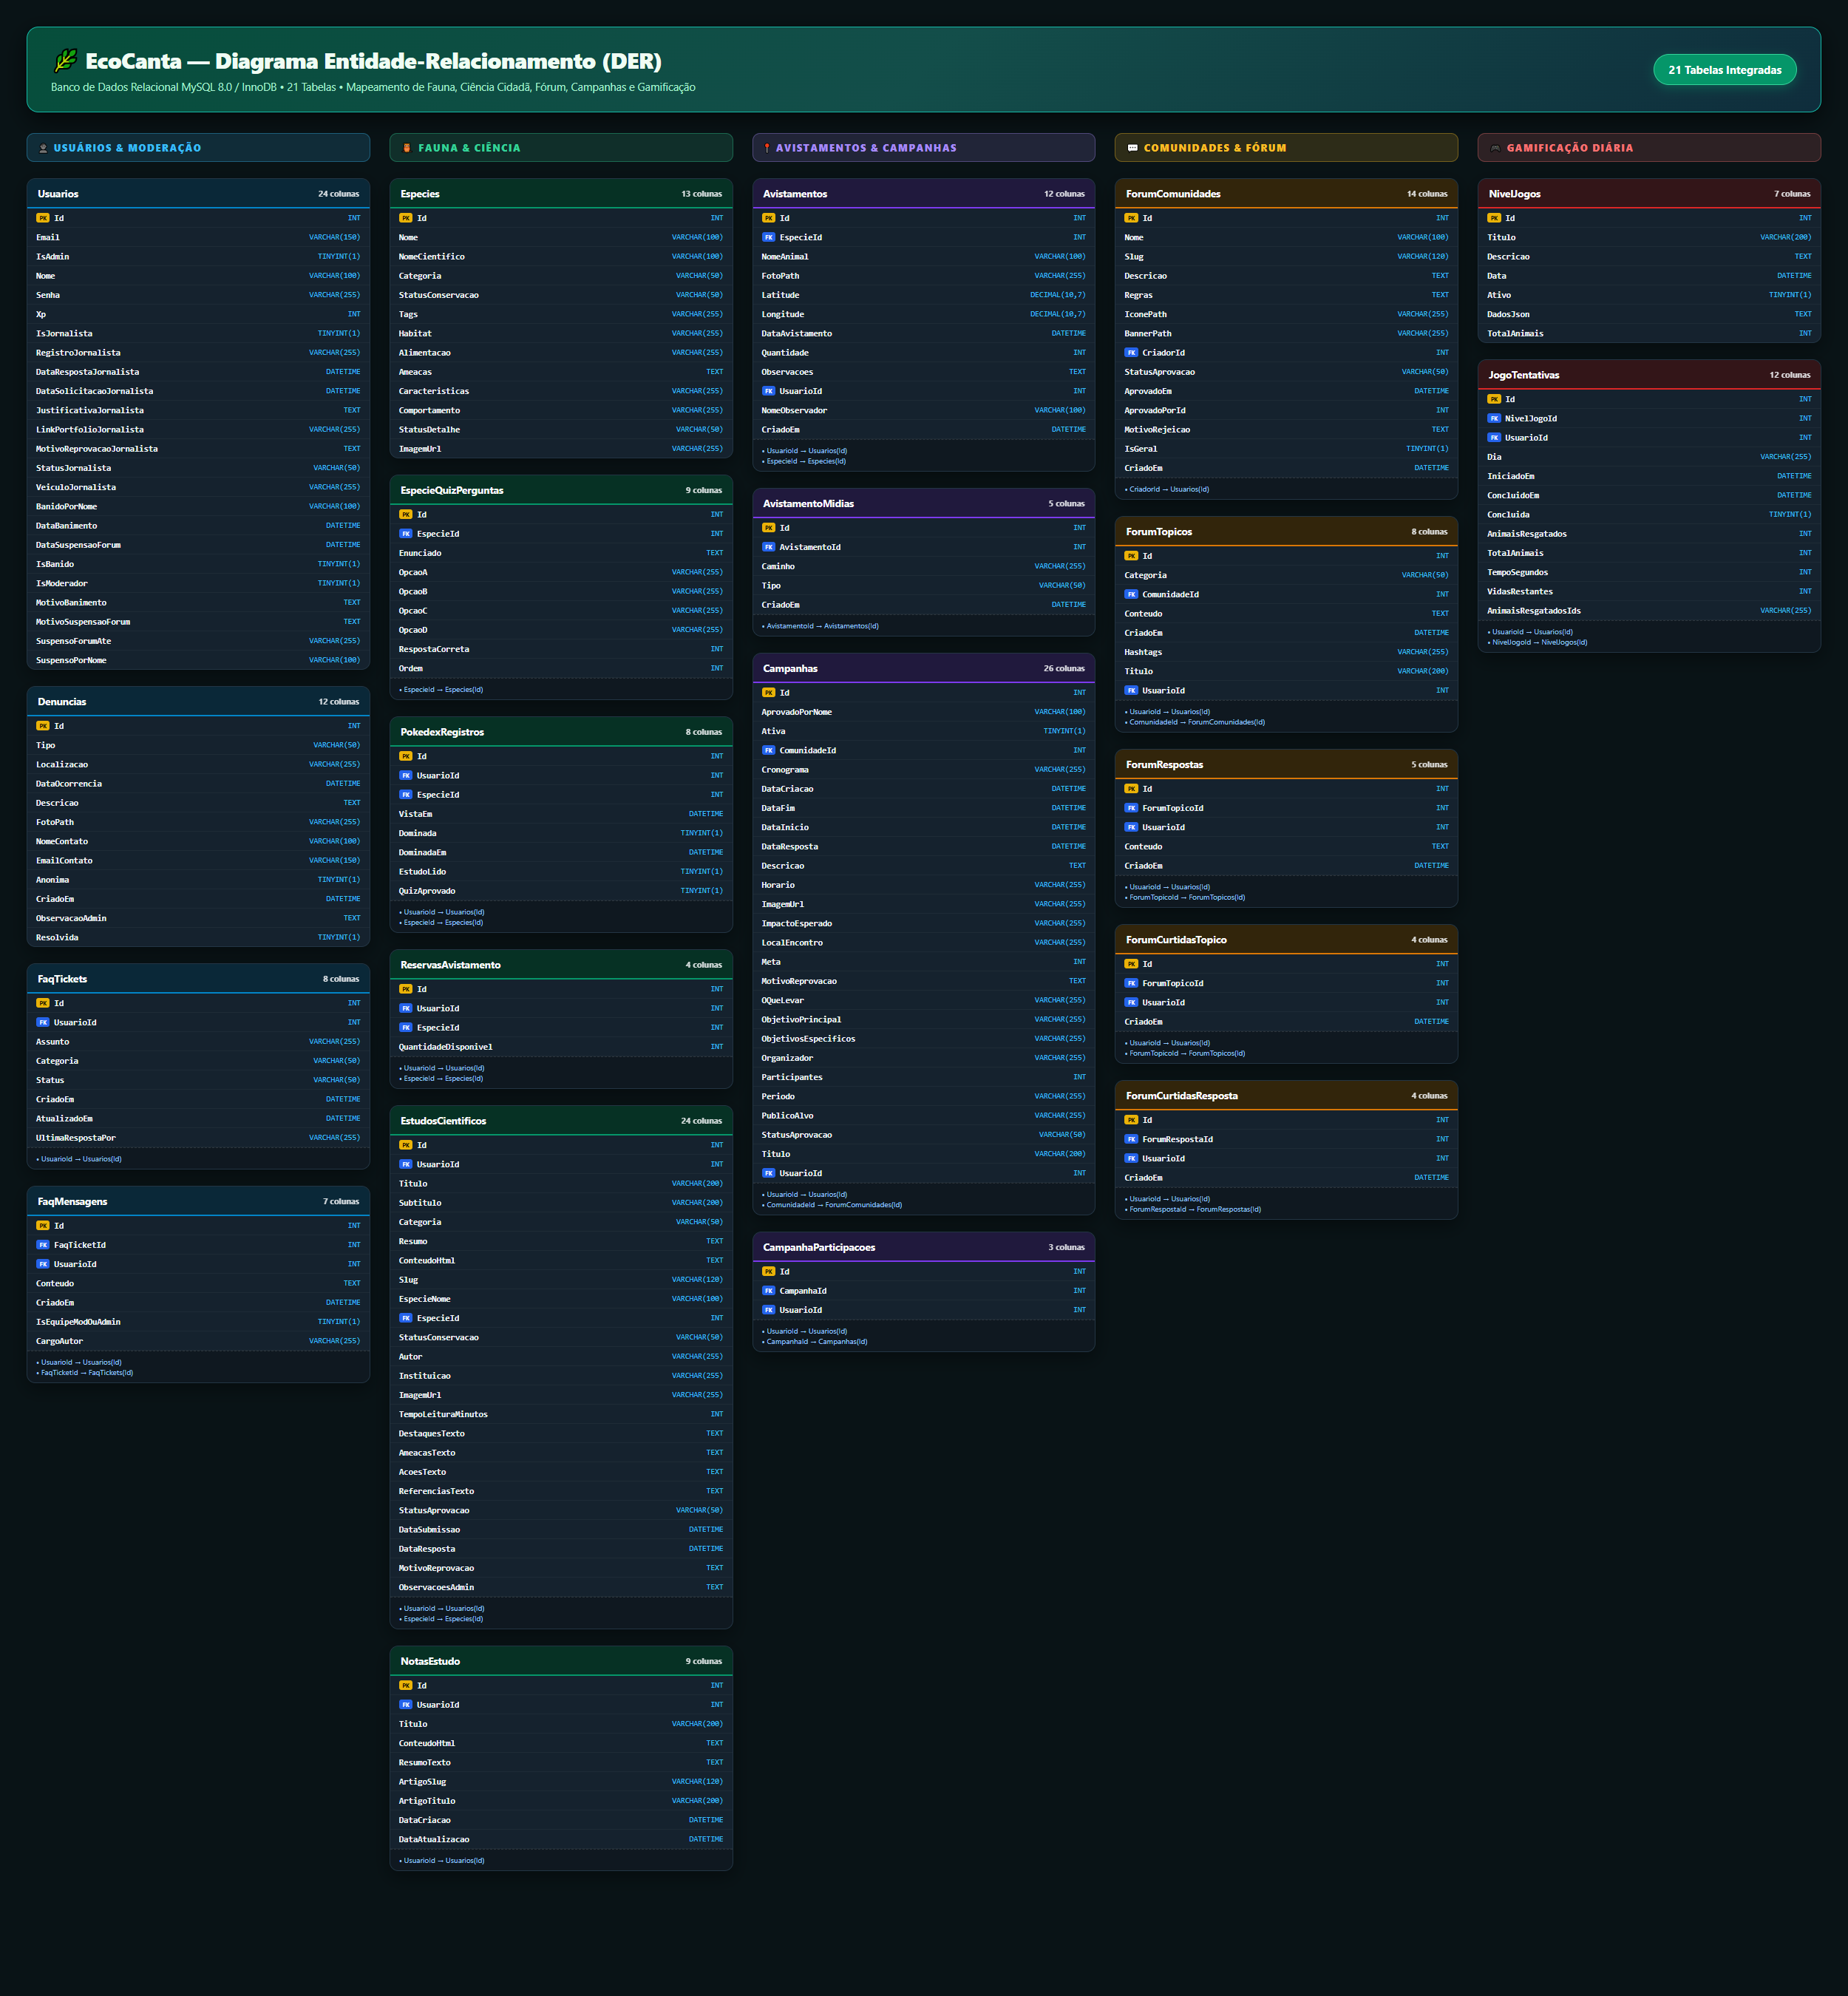 EcoCanta — Diagrama Entidade-Relacionamento (DER)
Banco de Dados Relacional MySQL 8.0 / InnoDB • 21 Tabelas • Mapeamento de Fauna, Ciência Cidadã, Fórum, Campanhas e Gamificação
21 Tabelas Integradas
USUÁRIOS & MODERAÇÃO
Usuarios 24 colunas
PK Id INT
Email VARCHAR(150)
IsAdmin TINYINT(1)
Nome VARCHAR(100)
Senha VARCHAR(255)
Xp INT
IsJornalista TINYINT(1)
RegistroJornalista VARCHAR(255)
DataRespostaJornalista DATETIME
DataSolicitacaoJornalista DATETIME
JustificativaJornalista TEXT
LinkPortfolioJornalista VARCHAR(255)
MotivoReprovacaoJornalista TEXT
StatusJornalista VARCHAR(50)
VeiculoJornalista VARCHAR(255)
BanidoPorNome VARCHAR(100)
DataBanimento DATETIME
DataSuspensaoForum DATETIME
IsBanido TINYINT(1)
IsModerador TINYINT(1)
MotivoBanimento TEXT
MotivoSuspensaoForum TEXT
SuspensoForumAte VARCHAR(255)
SuspensoPorNome VARCHAR(100)
Denuncias 12 colunas
PK Id INT
Tipo VARCHAR(50)
Localizacao VARCHAR(255)
DataOcorrencia DATETIME
Descricao TEXT
FotoPath VARCHAR(255)
NomeContato VARCHAR(100)
EmailContato VARCHAR(150)
Anonima TINYINT(1)
CriadoEm DATETIME
ObservacaoAdmin TEXT
Resolvida TINYINT(1)
FaqTickets 8 colunas
PK Id INT
FK UsuarioId INT
Assunto VARCHAR(255)
Categoria VARCHAR(50)
Status VARCHAR(50)
CriadoEm DATETIME
AtualizadoEm DATETIME
UltimaRespostaPor VARCHAR(255)
• UsuarioId → Usuarios(Id)
FaqMensagens 7 colunas
PK Id INT
FK FaqTicketId INT
FK UsuarioId INT
Conteudo TEXT
CriadoEm DATETIME
IsEquipeModOuAdmin TINYINT(1)
CargoAutor VARCHAR(255)
• UsuarioId → Usuarios(Id)
• FaqTicketId → FaqTickets(Id)
FAUNA & CIÊNCIA
Especies 13 colunas
PK Id INT
Nome VARCHAR(100)
NomeCientifico VARCHAR(100)
Categoria VARCHAR(50)
StatusConservacao VARCHAR(50)
Tags VARCHAR(255)
Habitat VARCHAR(255)
Alimentacao VARCHAR(255)
Ameacas TEXT
Caracteristicas VARCHAR(255)
Comportamento VARCHAR(255)
StatusDetalhe VARCHAR(50)
ImagemUrl VARCHAR(255)
EspecieQuizPerguntas 9 colunas
PK Id INT
FK EspecieId INT
Enunciado TEXT
OpcaoA VARCHAR(255)
OpcaoB VARCHAR(255)
OpcaoC VARCHAR(255)
OpcaoD VARCHAR(255)
RespostaCorreta INT
Ordem INT
• EspecieId → Especies(Id)
PokedexRegistros 8 colunas
PK Id INT
FK UsuarioId INT
FK EspecieId INT
VistaEm DATETIME
Dominada TINYINT(1)
DominadaEm DATETIME
EstudoLido TINYINT(1)
QuizAprovado TINYINT(1)
• UsuarioId → Usuarios(Id)
• EspecieId → Especies(Id)
ReservasAvistamento 4 colunas
PK Id INT
FK UsuarioId INT
FK EspecieId INT
QuantidadeDisponivel INT
• UsuarioId → Usuarios(Id)
• EspecieId → Especies(Id)
EstudosCientificos 24 colunas
PK Id INT
FK UsuarioId INT
Titulo VARCHAR(200)
Subtitulo VARCHAR(200)
Categoria VARCHAR(50)
Resumo TEXT
ConteudoHtml TEXT
Slug VARCHAR(120)
EspecieNome VARCHAR(100)
FK EspecieId INT
StatusConservacao VARCHAR(50)
Autor VARCHAR(255)
Instituicao VARCHAR(255)
ImagemUrl VARCHAR(255)
TempoLeituraMinutos INT
DestaquesTexto TEXT
AmeacasTexto TEXT
AcoesTexto TEXT
ReferenciasTexto TEXT
StatusAprovacao VARCHAR(50)
DataSubmissao DATETIME
DataResposta DATETIME
MotivoReprovacao TEXT
ObservacoesAdmin TEXT
• UsuarioId → Usuarios(Id)
• EspecieId → Especies(Id)
NotasEstudo 9 colunas
PK Id INT
FK UsuarioId INT
Titulo VARCHAR(200)
ConteudoHtml TEXT
ResumoTexto TEXT
ArtigoSlug VARCHAR(120)
ArtigoTitulo VARCHAR(200)
DataCriacao DATETIME
DataAtualizacao DATETIME
• UsuarioId → Usuarios(Id)
AVISTAMENTOS & CAMPANHAS
Avistamentos 12 colunas
PK Id INT
FK EspecieId INT
NomeAnimal VARCHAR(100)
FotoPath VARCHAR(255)
Latitude DECIMAL(10,7)
Longitude DECIMAL(10,7)
DataAvistamento DATETIME
Quantidade INT
Observacoes TEXT
FK UsuarioId INT
NomeObservador VARCHAR(100)
CriadoEm DATETIME
• UsuarioId → Usuarios(Id)
• EspecieId → Especies(Id)
AvistamentoMidias 5 colunas
PK Id INT
FK AvistamentoId INT
Caminho VARCHAR(255)
Tipo VARCHAR(50)
CriadoEm DATETIME
• AvistamentoId → Avistamentos(Id)
Campanhas 26 colunas
PK Id INT
AprovadoPorNome VARCHAR(100)
Ativa TINYINT(1)
FK ComunidadeId INT
Cronograma VARCHAR(255)
DataCriacao DATETIME
DataFim DATETIME
DataInicio DATETIME
DataResposta DATETIME
Descricao TEXT
Horario VARCHAR(255)
ImagemUrl VARCHAR(255)
ImpactoEsperado VARCHAR(255)
LocalEncontro VARCHAR(255)
Meta INT
MotivoReprovacao TEXT
OQueLevar VARCHAR(255)
ObjetivoPrincipal VARCHAR(255)
ObjetivosEspecificos VARCHAR(255)
Organizador VARCHAR(255)
Participantes INT
Periodo VARCHAR(255)
PublicoAlvo VARCHAR(255)
StatusAprovacao VARCHAR(50)
Titulo VARCHAR(200)
FK UsuarioId INT
• UsuarioId → Usuarios(Id)
• ComunidadeId → ForumComunidades(Id)
CampanhaParticipacoes 3 colunas
PK Id INT
FK CampanhaId INT
FK UsuarioId INT
• UsuarioId → Usuarios(Id)
• CampanhaId → Campanhas(Id)
COMUNIDADES & FÓRUM
ForumComunidades 14 colunas
PK Id INT
Nome VARCHAR(100)
Slug VARCHAR(120)
Descricao TEXT
Regras TEXT
IconePath VARCHAR(255)
BannerPath VARCHAR(255)
FK CriadorId INT
StatusAprovacao VARCHAR(50)
AprovadoEm DATETIME
AprovadoPorId INT
MotivoRejeicao TEXT
IsGeral TINYINT(1)
CriadoEm DATETIME
• CriadorId → Usuarios(Id)
ForumTopicos 8 colunas
PK Id INT
Categoria VARCHAR(50)
FK ComunidadeId INT
Conteudo TEXT
CriadoEm DATETIME
Hashtags VARCHAR(255)
Titulo VARCHAR(200)
FK UsuarioId INT
• UsuarioId → Usuarios(Id)
• ComunidadeId → ForumComunidades(Id)
ForumRespostas 5 colunas
PK Id INT
FK ForumTopicoId INT
FK UsuarioId INT
Conteudo TEXT
CriadoEm DATETIME
• UsuarioId → Usuarios(Id)
• ForumTopicoId → ForumTopicos(Id)
ForumCurtidasTopico 4 colunas
PK Id INT
FK ForumTopicoId INT
FK UsuarioId INT
CriadoEm DATETIME
• UsuarioId → Usuarios(Id)
• ForumTopicoId → ForumTopicos(Id)
ForumCurtidasResposta 4 colunas
PK Id INT
FK ForumRespostaId INT
FK UsuarioId INT
CriadoEm DATETIME
• UsuarioId → Usuarios(Id)
• ForumRespostaId → ForumRespostas(Id)
GAMIFICAÇÃO DIÁRIA
NivelJogos 7 colunas
PK Id INT
Titulo VARCHAR(200)
Descricao TEXT
Data DATETIME
Ativo TINYINT(1)
DadosJson TEXT
TotalAnimais INT
JogoTentativas 12 colunas
PK Id INT
FK NivelJogoId INT
FK UsuarioId INT
Dia VARCHAR(255)
IniciadoEm DATETIME
ConcluidoEm DATETIME
Concluida TINYINT(1)
AnimaisResgatados INT
TotalAnimais INT
TempoSegundos INT
VidasRestantes INT
AnimaisResgatadosIds VARCHAR(255)
• UsuarioId → Usuarios(Id)
• NivelJogoId → NivelJogos(Id)